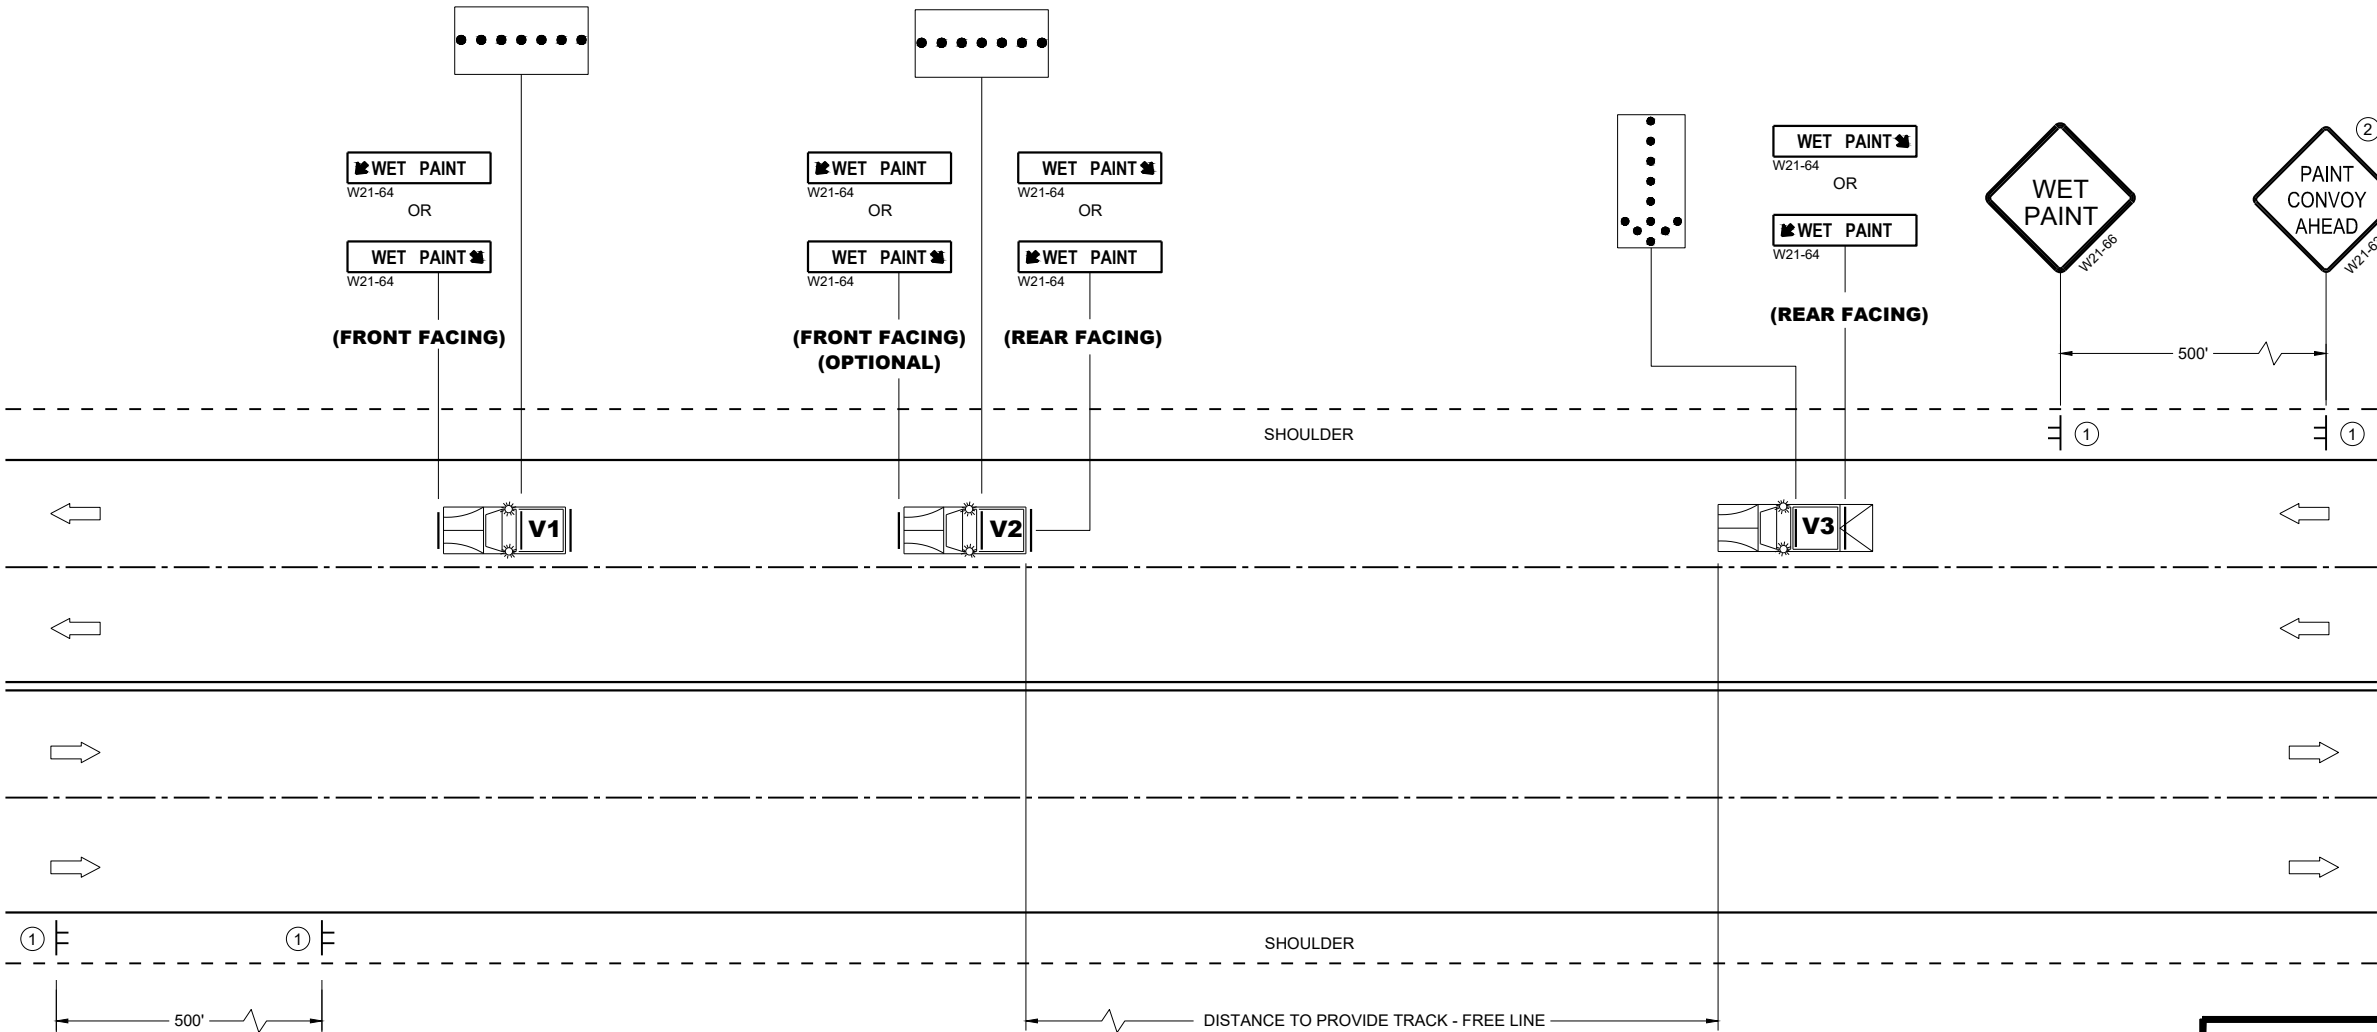 WET PAINT
W21-64
OR
WET PAINT
W21-64
(FRONT FACING)
WET PAINT
W21-64
OR
WET PAINT
W21-64
(FRONT FACING)
(OPTIONAL)
WET PAINT
W21-64
OR
WET PAINT
W21-64
(REAR FACING)
WET PAINT
W21-64
OR
WET PAINT
W21-64
(REAR FACING)
WET
PAINT
W21-66
2
PAINT
CONVOY
AHEAD
500'
SHOULDER
1
1
V1
V2
V3
1
1
SHOULDER
500'
DISTANCE TO PROVIDE TRACK - FREE LINE